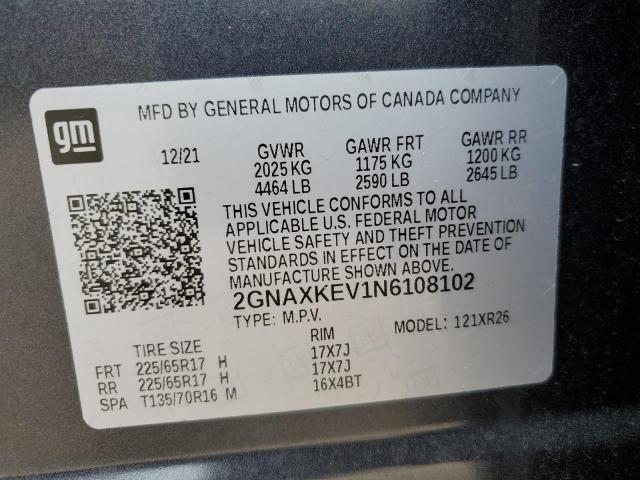 gm
MFD BY GENERAL MOTORS OF CANADA COMPANY
12/21 GVWR GAWR FRT GAWR RR
2025 KG 1175 KG 1200 KG
4464 LB 2590 LB 2645 LB
THIS VEHICLE CONFORMS TO ALL
APPLICABLE U.S. FEDERAL MOTOR
VEHICLE SAFETY AND THEFT PREVENTION
STANDARDS IN EFFECT ON THE DATE OF
MANUFACTURE SHOWN ABOVE.
2GNAXKEV1N6108102
TYPE: M.P.V. MODEL: 121XR26
TIRE SIZE RIM
FRT 225/65R17 H 17X7J
RR 225/65R17 H 17X7J
SPA T135/70R16 M 16X4BT